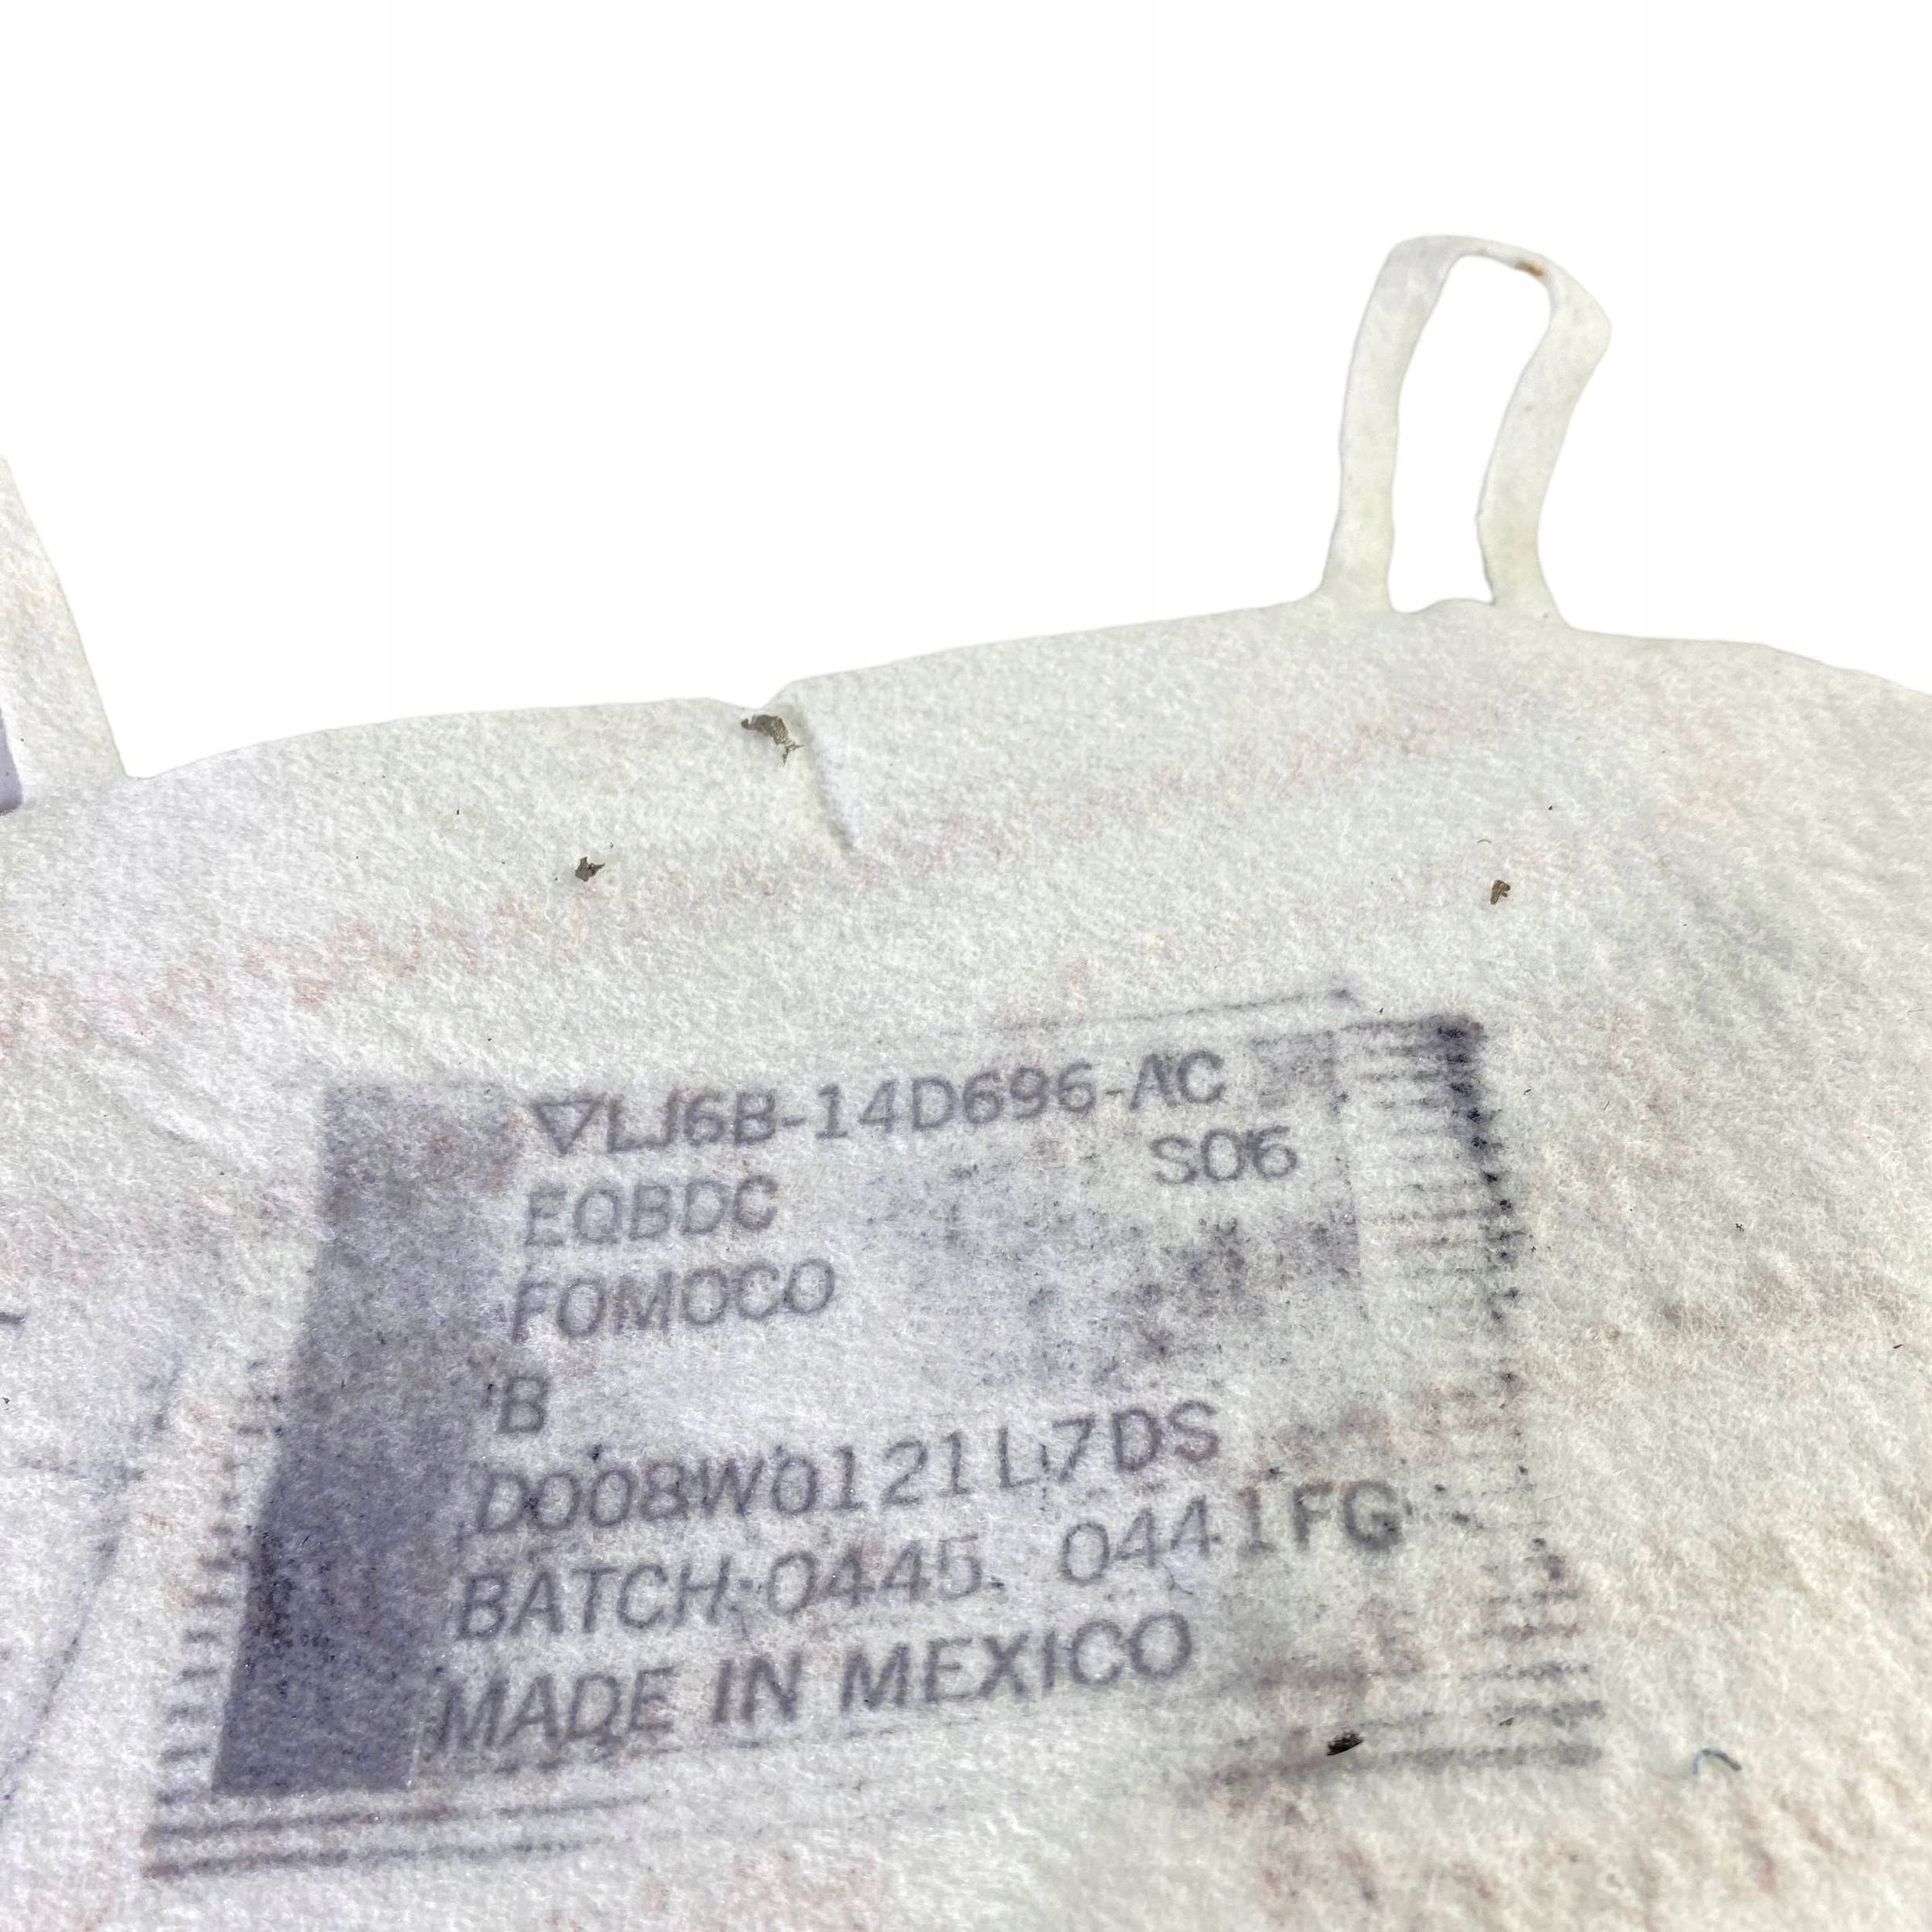 ▽LJ6B-14D696-AC
S06
EQBDC
FOMOCO
B
D008W0121L7DS
BATCH:0445 0441FG
MADE IN MEXICO